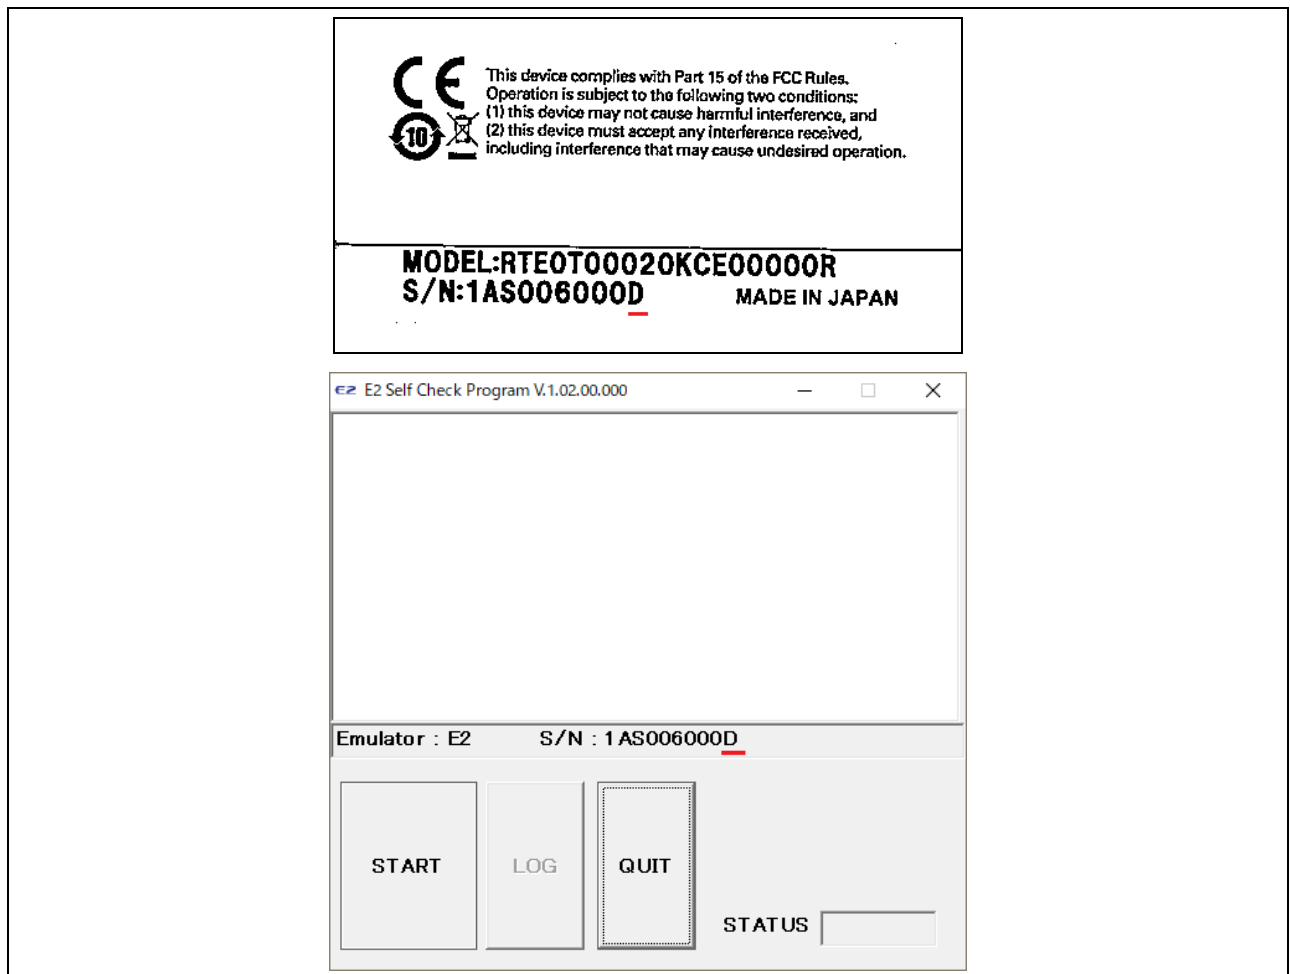 CE
This device complies with Part 15 of the FCC Rules.
Operation is subject to the following two conditions:
(1) this device may not cause harmful interference, and
(2) this device must accept any interference received,
including interference that may cause undesired operation.
10
MODEL:RTE0T00020KCE00000R
S/N:1AS006000D MADE IN JAPAN
E2 E2 Self Check Program V.1.02.00.000
Emulator : E2 S/N : 1AS006000D
START LOG QUIT
STATUS